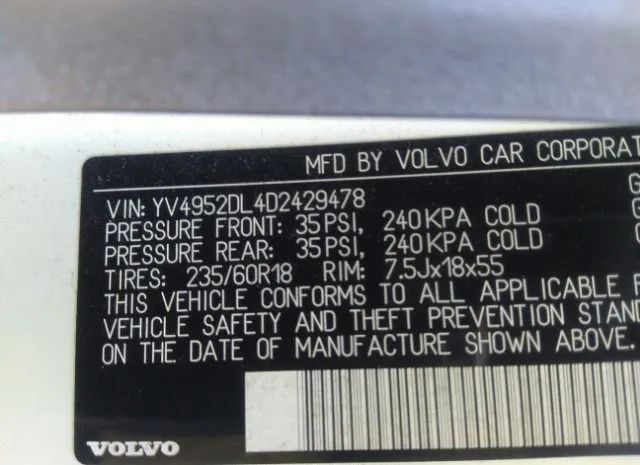 MFD BY VOLVO CAR CORPORAT
VIN: YV4952DL4D2429478
PRESSURE FRONT: 35 PSI, 240 KPA COLD
PRESSURE REAR: 35 PSI, 240 KPA COLD
TIRES: 235/60R18 RIM: 7.5Jx18x55
THIS VEHICLE CONFORMS TO ALL APPLICABLE
VEHICLE SAFETY AND THEFT PREVENTION STAND
ON THE DATE OF MANUFACTURE SHOWN ABOVE.
VOLVO